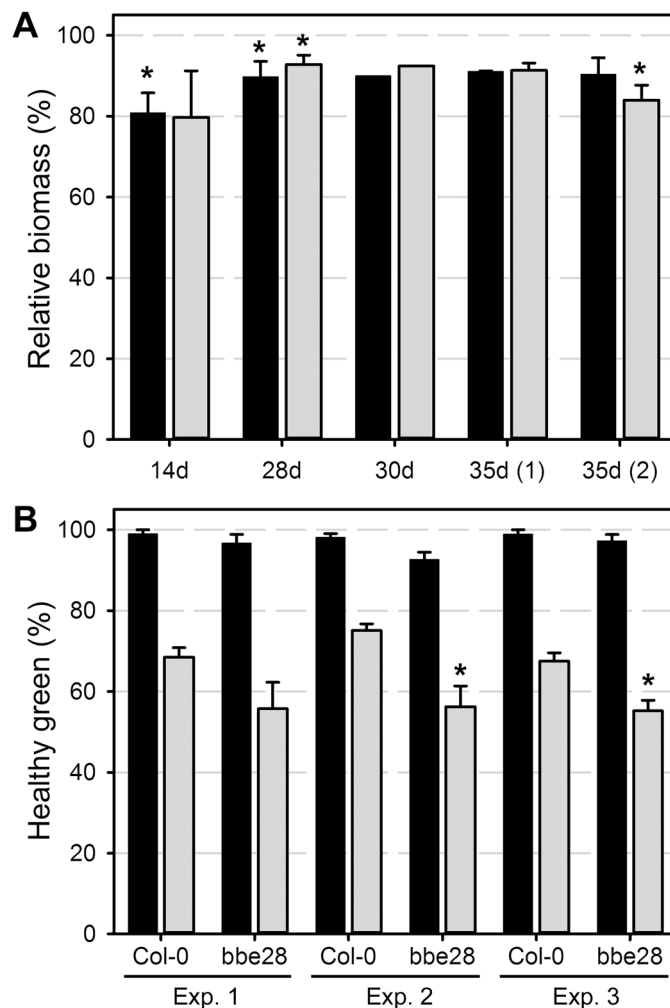 A
Relative biomass (%)
100
80
60
40
20
0
*
*
*
*
14d
28d
30d
35d (1)
35d (2)
B
Healthy green (%)
100
80
60
40
20
0
*
*
Col-0
bbe28
Col-0
bbe28
Col-0
bbe28
Exp. 1
Exp. 2
Exp. 3